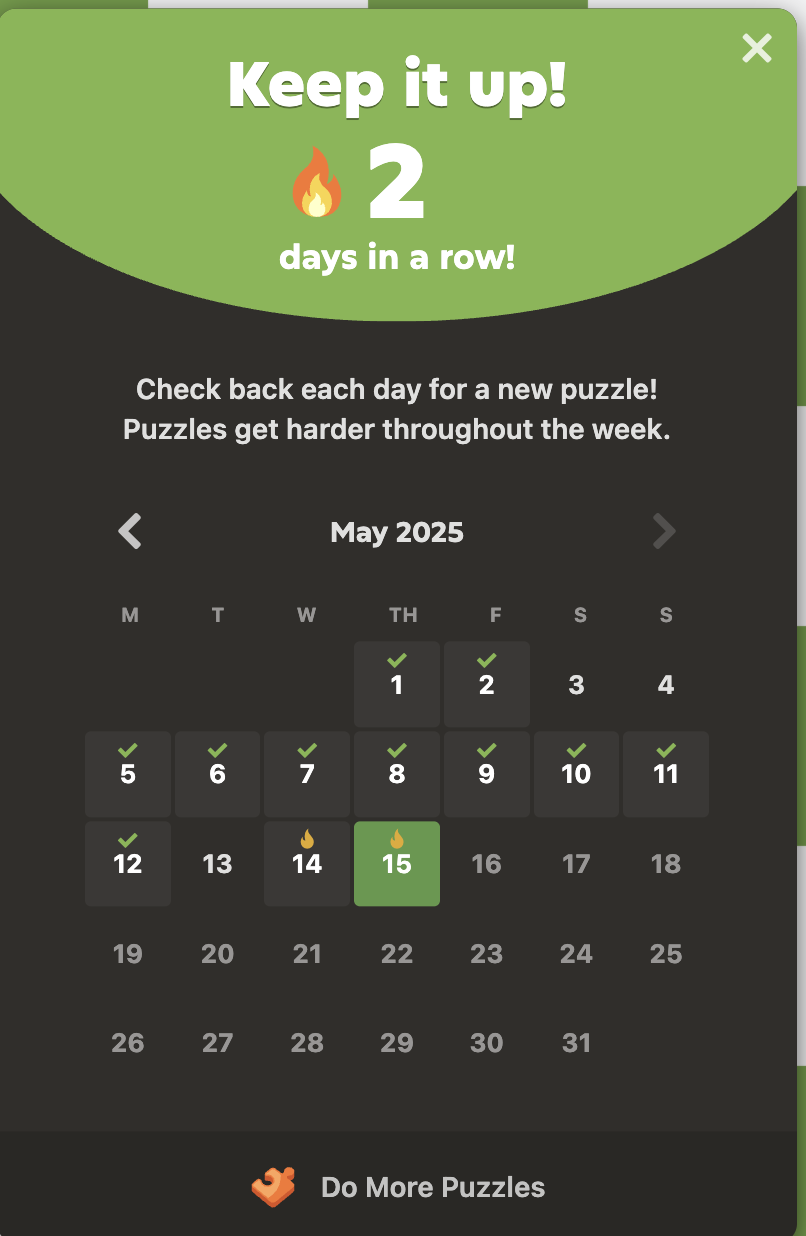 Keep it up!
2
days in a row!
Check back each day for a new puzzle!
Puzzles get harder throughout the week.
May 2025
M T W TH F S S
1 2 3 4
5 6 7 8 9 10 11
12 13 14 15 16 17 18
19 20 21 22 23 24 25
26 27 28 29 30 31
Do More Puzzles